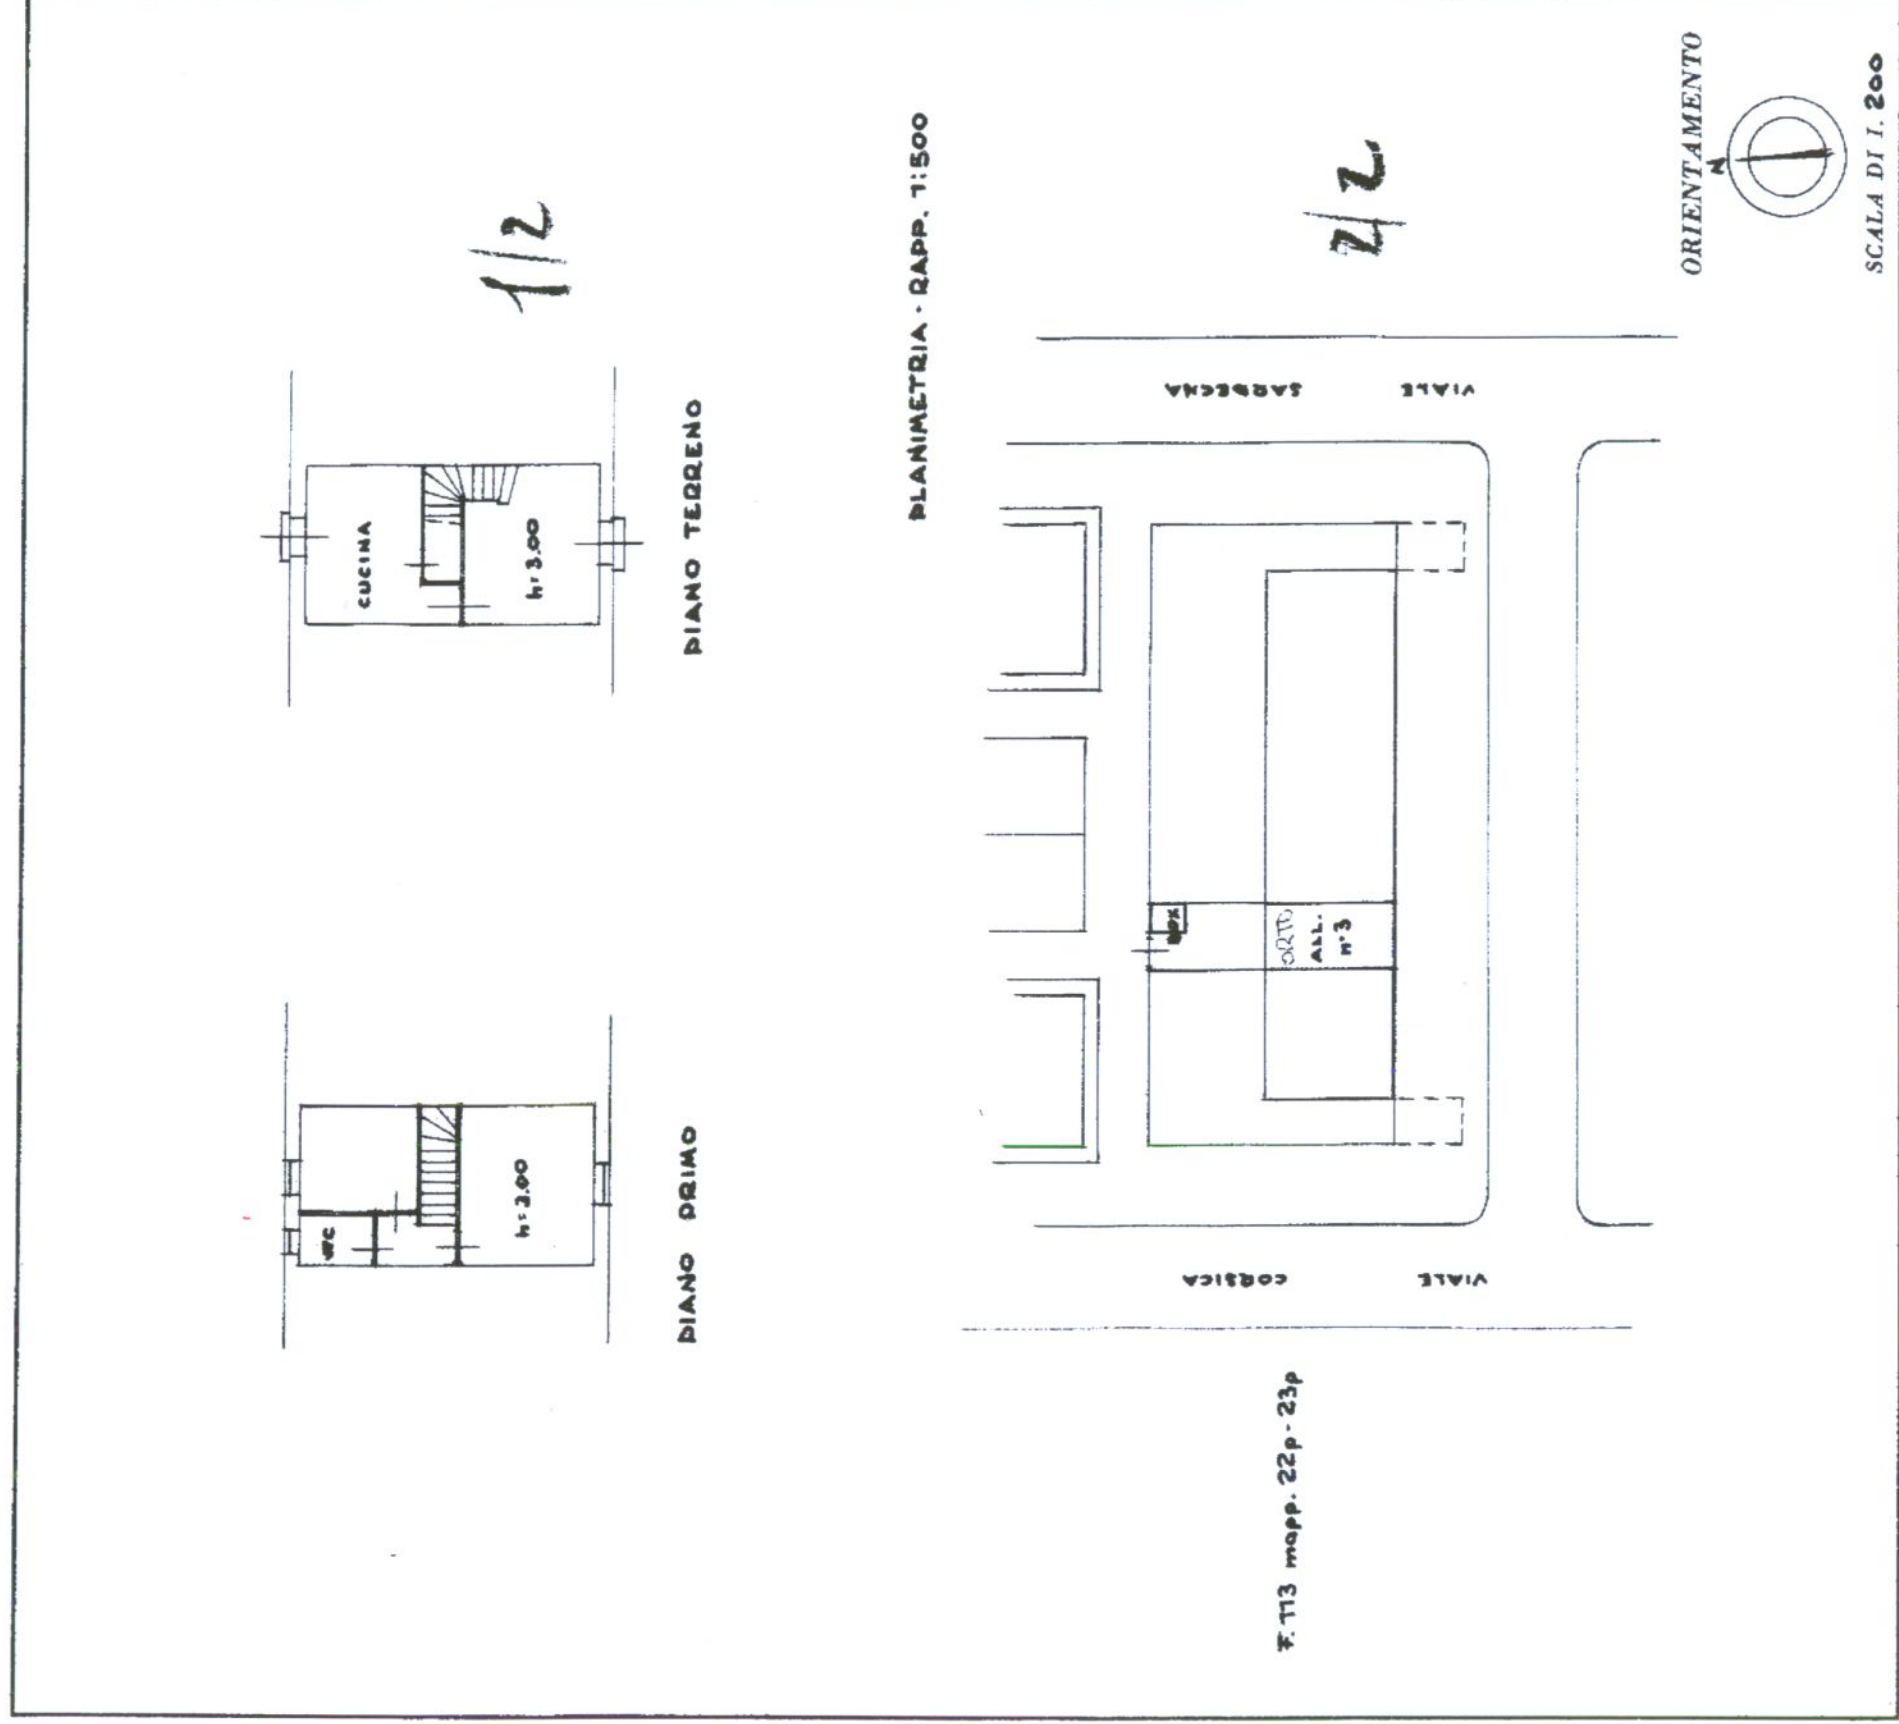 PIANO PRIMO
WC
h=3.00
PIANO TERRENO
CUCINA
h=3.00
1/2
PLANIMETRIA - RAPP. 1:500
F. 113 mapp. 22p - 23p
VIALE CORSICA
BOX
ORTO
ALL.
n°3
VIALE SARDEGNA
2/2
ORIENTAMENTO
N
SCALA DI 1. 200